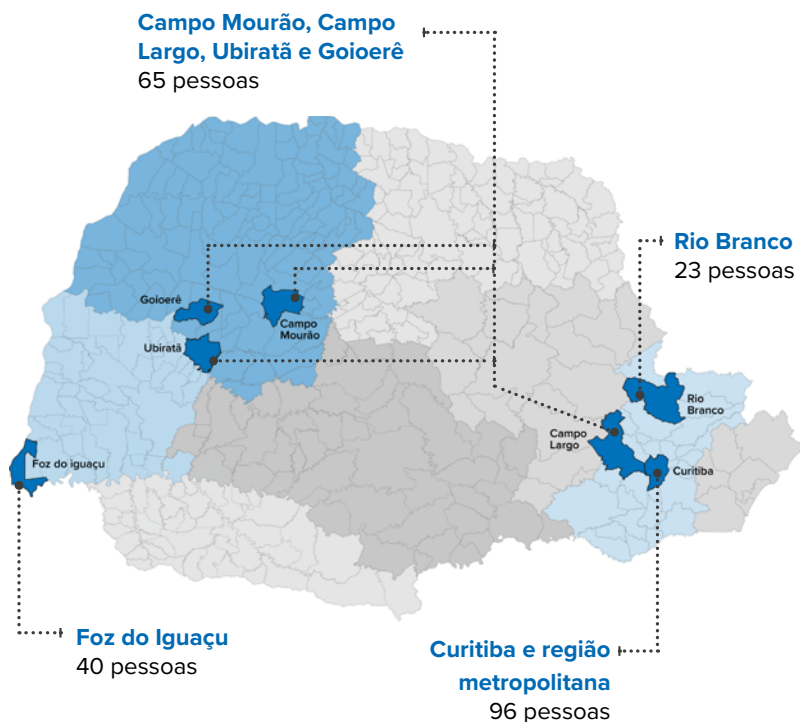 Campo Mourão, Campo
Largo, Ubiratã e Goioerê
65 pessoas
Rio Branco
23 pessoas
Goioerê
Campo
Mourão
Ubiratã
Rio
Branco
Campo
Largo
Curitiba
Foz do iguaçu
Foz do Iguaçu
40 pessoas
Curitiba e região
metropolitana
96 pessoas